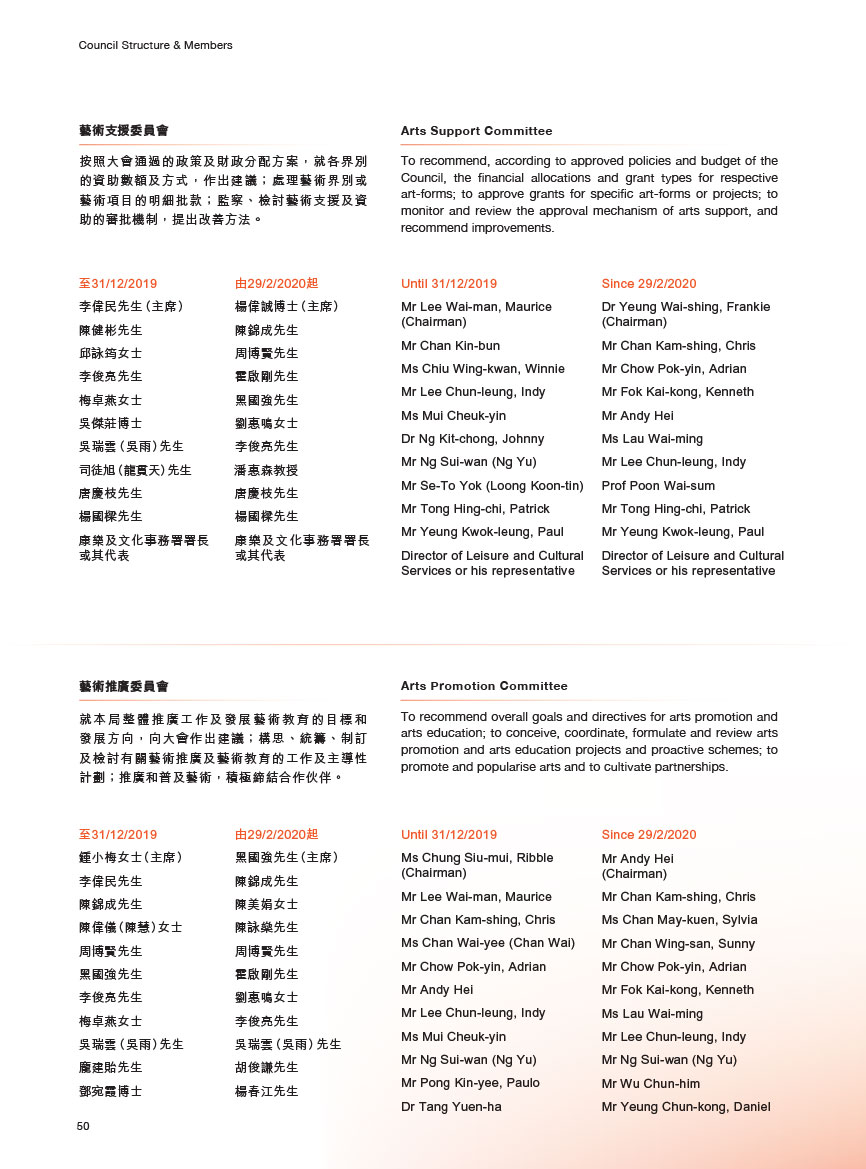 Council Structure & Members
藝術支援委員會
按照大會通過的政策及財政分配方案，就各界別
的資助數額及方式，作出建議；處理藝術界別或
藝術項目的明細批款；監察、檢討藝術支援及資
助的審批機制，提出改善方法。
Arts Support Committee
To recommend, according to approved policies and budget of the
Council, the financial allocations and grant types for respective
art-forms; to approve grants for specific art-forms or projects; to
monitor and review the approval mechanism of arts support, and
recommend improvements.
至31/12/2019
李偉民先生（主席）
陳健彬先生
邱詠筠女士
李俊亮先生
梅卓燕女士
吳傑莊博士
吳瑞雲（吳雨）先生
司徒旭（龍貫天）先生
唐慶枝先生
楊國樑先生
康樂及文化事務署署長
或其代表
由29/2/2020起
楊偉誠博士（主席）
陳錦成先生
周博賢先生
霍啟剛先生
黑國強先生
劉惠鳴女士
李俊亮先生
潘惠森教授
唐慶枝先生
楊國樑先生
康樂及文化事務署署長
或其代表
Until 31/12/2019
Mr Lee Wai-man, Maurice
(Chairman)
Mr Chan Kin-bun
Ms Chiu Wing-kwan, Winnie
Mr Lee Chun-leung, Indy
Ms Mui Cheuk-yin
Dr Ng Kit-chong, Johnny
Mr Ng Sui-wan (Ng Yu)
Mr Se-To Yok (Loong Koon-tin)
Mr Tong Hing-chi, Patrick
Mr Yeung Kwok-leung, Paul
Director of Leisure and Cultural
Services or his representative
Since 29/2/2020
Dr Yeung Wai-shing, Frankie
(Chairman)
Mr Chan Kam-shing, Chris
Mr Chow Pok-yin, Adrian
Mr Fok Kai-kong, Kenneth
Mr Andy Hei
Ms Lau Wai-ming
Mr Lee Chun-leung, Indy
Prof Poon Wai-sum
Mr Tong Hing-chi, Patrick
Mr Yeung Kwok-leung, Paul
Director of Leisure and Cultural
Services or his representative
藝術推廣委員會
就本局整體推廣工作及發展藝術教育的目標和
發展方向，向大會作出建議；構思、統籌、制訂
及檢討有關藝術推廣及藝術教育的工作及主導性
計劃；推廣和普及藝術，積極締結合作伙伴。
Arts Promotion Committee
To recommend overall goals and directives for arts promotion and
arts education; to conceive, coordinate, formulate and review arts
promotion and arts education projects and proactive schemes; to
promote and popularise arts and to cultivate partnerships.
至31/12/2019
鍾小梅女士（主席）
李偉民先生
陳錦成先生
陳偉儀（陳慧）女士
周博賢先生
黑國強先生
李俊亮先生
梅卓燕女士
吳瑞雲（吳雨）先生
龐建貽先生
鄧宛霞博士
由29/2/2020起
黑國強先生（主席）
陳錦成先生
陳美娟女士
陳詠燊先生
周博賢先生
霍啟剛先生
劉惠鳴女士
李俊亮先生
吳瑞雲（吳雨）先生
胡俊謙先生
楊春江先生
Until 31/12/2019
Ms Chung Siu-mui, Ribble
(Chairman)
Mr Lee Wai-man, Maurice
Mr Chan Kam-shing, Chris
Ms Chan Wai-yee (Chan Wai)
Mr Chow Pok-yin, Adrian
Mr Andy Hei
Mr Lee Chun-leung, Indy
Ms Mui Cheuk-yin
Mr Ng Sui-wan (Ng Yu)
Mr Pong Kin-yee, Paulo
Dr Tang Yuen-ha
Since 29/2/2020
Mr Andy Hei
(Chairman)
Mr Chan Kam-shing, Chris
Ms Chan May-kuen, Sylvia
Mr Chan Wing-san, Sunny
Mr Chow Pok-yin, Adrian
Mr Fok Kai-kong, Kenneth
Ms Lau Wai-ming
Mr Lee Chun-leung, Indy
Mr Ng Sui-wan (Ng Yu)
Mr Wu Chun-him
Mr Yeung Chun-kong, Daniel
50